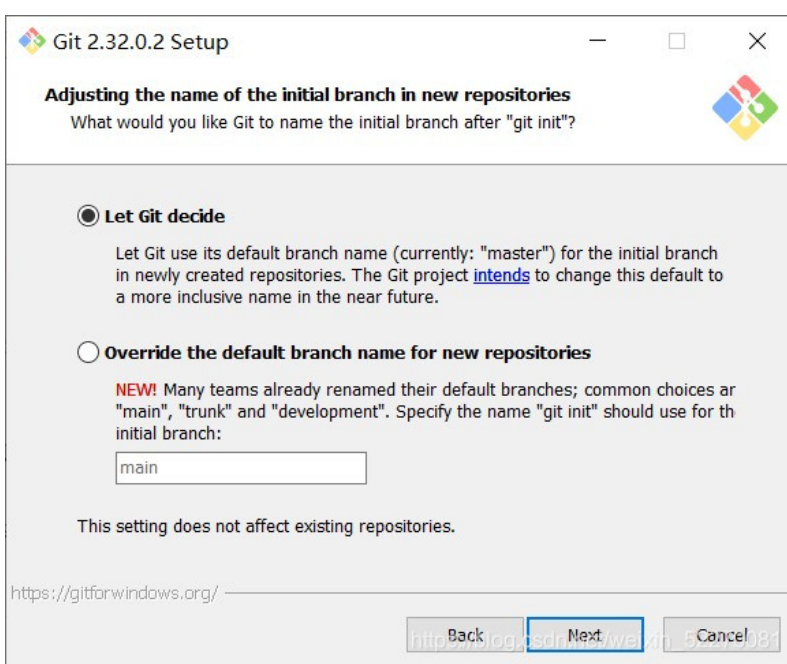 Git 2.32.0.2 Setup
Adjusting the name of the initial branch in new repositories
What would you like Git to name the initial branch after "git init"?
Let Git decide
Let Git use its default branch name (currently: "master") for the initial branch
in newly created repositories. The Git project intends to change this default to
a more inclusive name in the near future.
Override the default branch name for new repositories
NEW! Many teams already renamed their default branches; common choices ar
"main", "trunk" and "development". Specify the name "git init" should use for th
initial branch:
main
This setting does not affect existing repositories.
https://gitforwindows.org/
Back Next Cancel